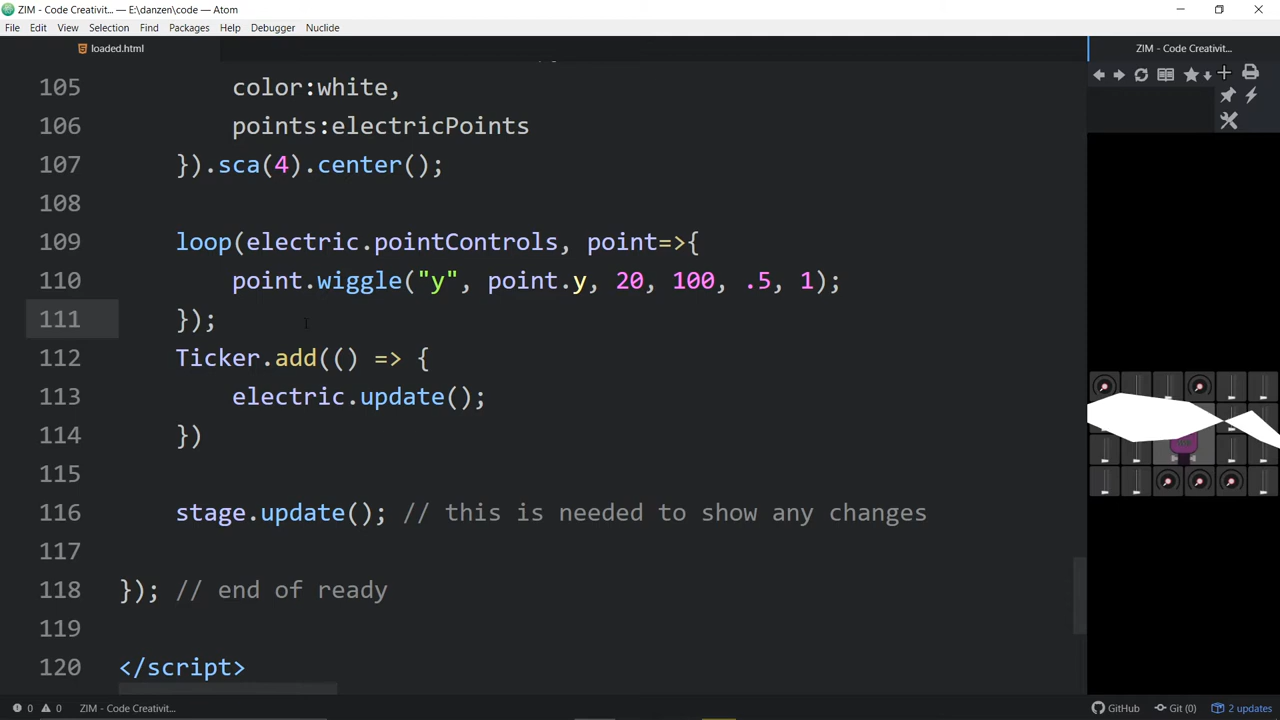 ZIM - Code Creativit... — E:\danzen\code — Atom
File Edit View Selection Find Packages Help Debugger Nuclide
loaded.html
ZIM - Code Creativit...
105 color:white,
106 points:electricPoints
107 }).sca(4).center();
108
109 loop(electric.pointControls, point=>{
110 point.wiggle("y", point.y, 20, 100, .5, 1);
111 });
112 Ticker.add(() => {
113 electric.update();
114 })
115
116 stage.update(); // this is needed to show any changes
117
118 }); // end of ready
119
120 </script>
0 0 ZIM - Code Creativit... GitHub Git (0) 2 updates